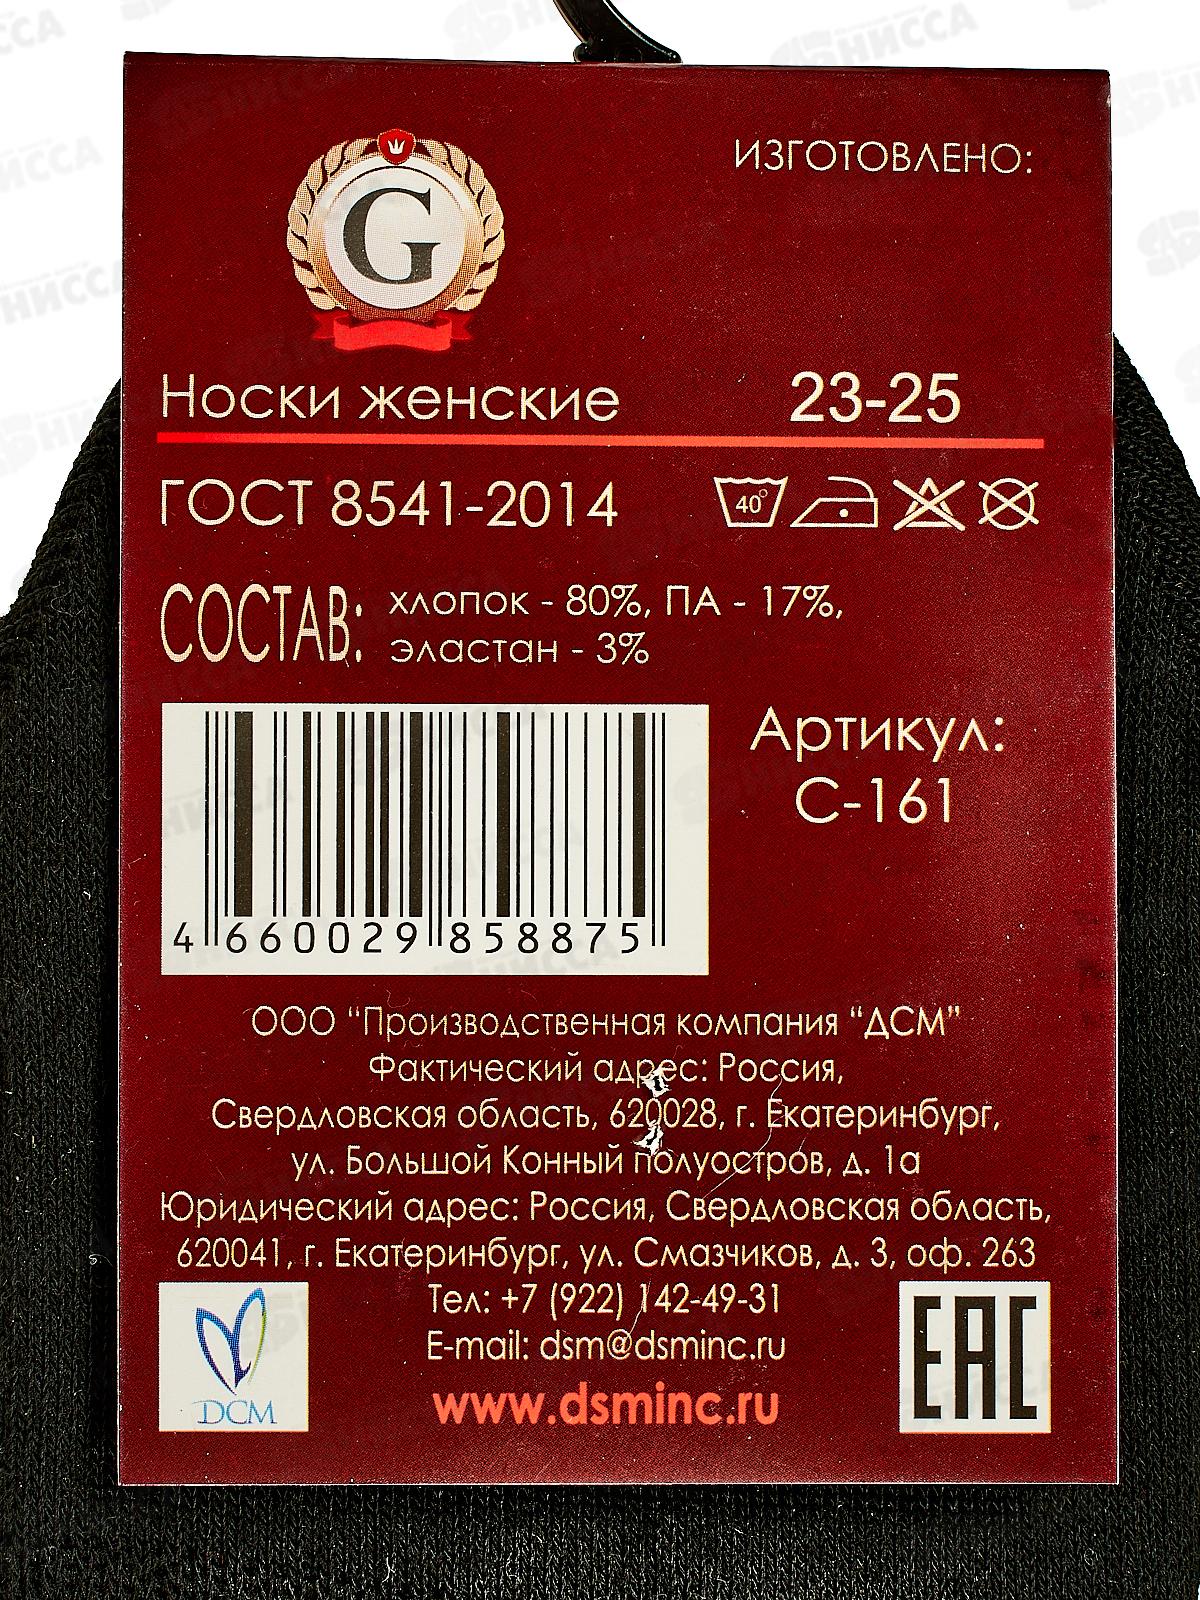 ИЗГОТОВЛЕНО:
G
Носки женские 23-25
ГОСТ 8541-2014 40°
СОСТАВ: хлопок - 80%, ПА - 17%,
эластан - 3%
Артикул:
С-161
4 660029 858875
ООО “Производственная компания “ДСМ”
Фактический адрес: Россия,
Свердловская область, 620028, г. Екатеринбург,
ул. Большой Конный полуостров, д. 1а
Юридический адрес: Россия, Свердловская область,
620041, г. Екатеринбург, ул. Смазчиков, д. 3, оф. 263
Тел: +7 (922) 142-49-31
E-mail: dsm@dsminc.ru
www.dsminc.ru
ДСМ
EAC
ЯБНИССА